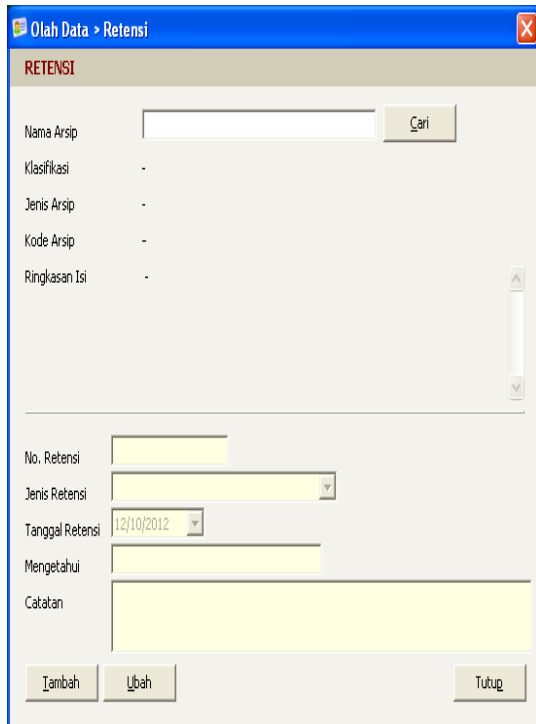 Olah Data > Retensi
RETENSI
Nama Arsip Cari
Klasifikasi -
Jenis Arsip -
Kode Arsip -
Ringkasan Isi -
No. Retensi
Jenis Retensi
Tanggal Retensi 12/10/2012
Mengetahui
Catatan
Tambah Ubah Tutup